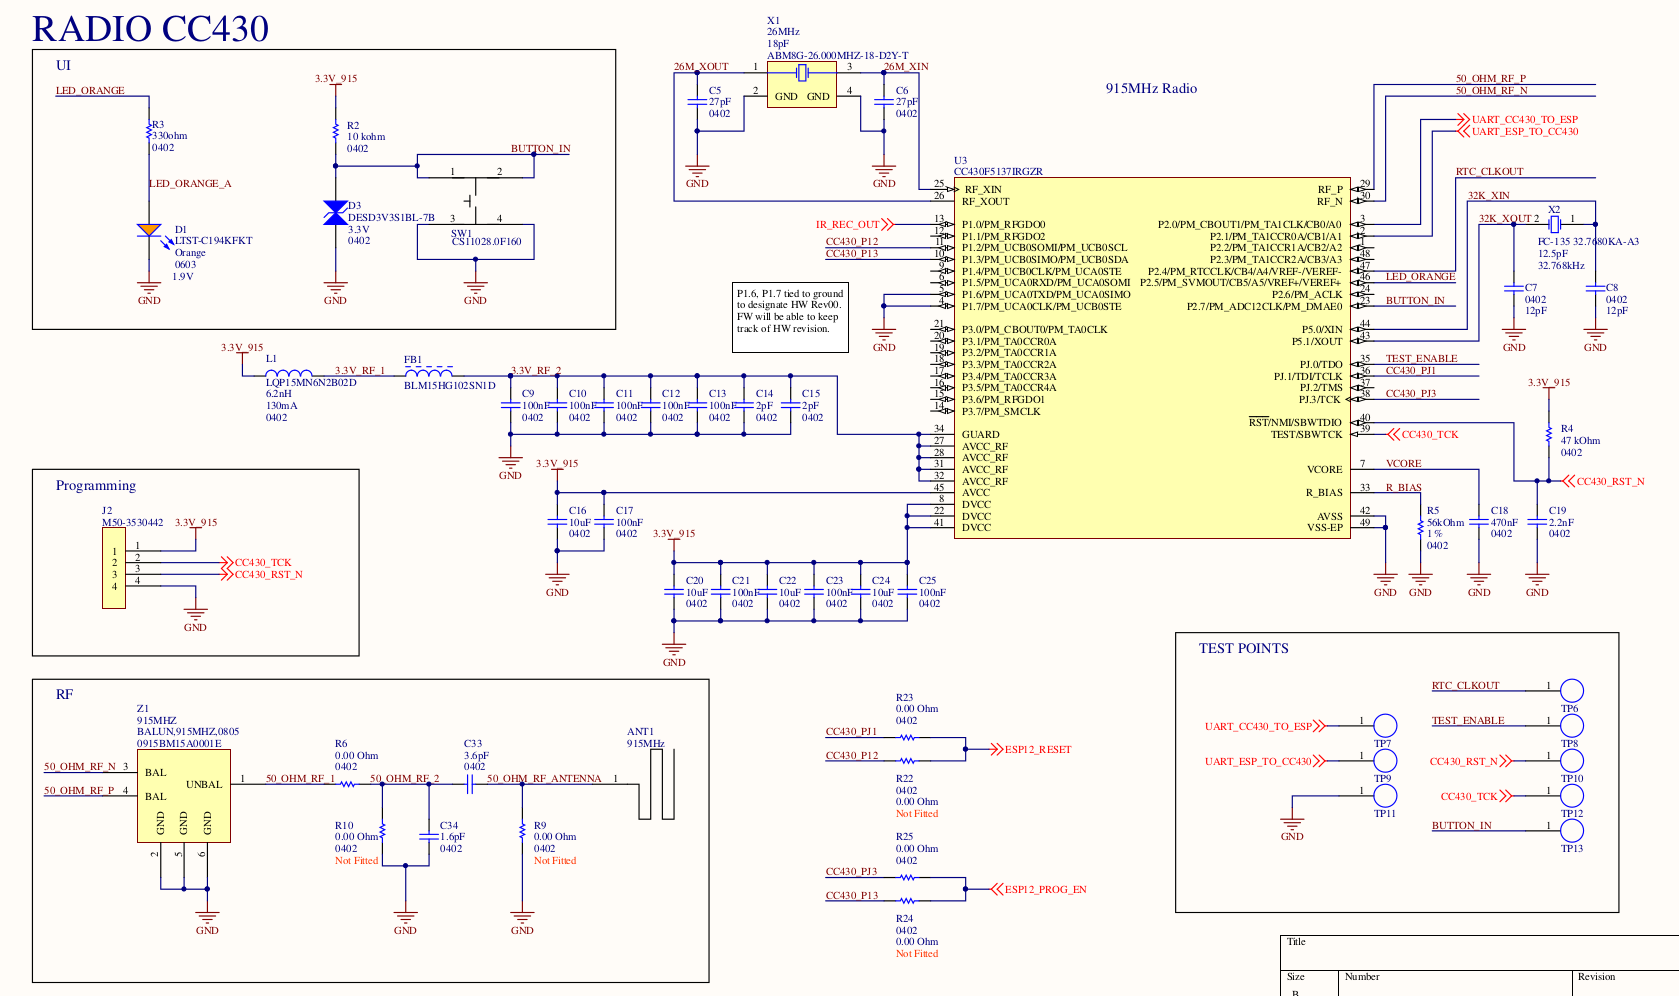 RADIO CC430
UI
LED_ORANGE
R3
330ohm
0402
LED_ORANGE_A
D1
LTST-C194KFKT
Orange
0603
1.9V
GND
3.3V_915
R2
10 kohm
0402
D3
DESD3V3S1BL-7B
3.3V
0402
GND
BUTTON_IN
1
2
3
4
SW1
CS11028.0F160
GND
X1
26MHz
18pF
ABM8G-26.000MHZ-18-D2Y-T
26M_XOUT
1
3
26M_XIN
2
GND GND
4
C5
27pF
0402
C6
27pF
0402
GND
GND
915MHz Radio
50_OHM_RF_P
50_OHM_RF_N
UART_CC430_TO_ESP
UART_ESP_TO_CC430
RTC_CLKOUT
32K_XIN
32K_XOUT 2
X2
1
FC-135 32.7680KA-A3
12.5pF
32.768kHz
C7
0402
12pF
C8
0402
12pF
GND
GND
U3
CC430F5137IRGZR
25 RF_XIN
26 RF_XOUT
IR_REC_OUT
13 P1.0/PM_RFGDO0
12 P1.1/PM_RFGDO2
CC430_P12
11 P1.2/PM_UCB0SOMI/PM_UCB0SCL
CC430_P13
10 P1.3/PM_UCB0SIMO/PM_UCB0SDA
9 P1.4/PM_UCB0CLK/PM_UCA0STE
6 P1.5/PM_UCA0RXD/PM_UCA0SOMI
5 P1.6/PM_UCA0TXD/PM_UCA0SIMO
4 P1.7/PM_UCA0CLK/PM_UCB0STE
GND
21 P3.0/PM_CBOUT0/PM_TA0CLK
20 P3.1/PM_TA0CCR0A
19 P3.2/PM_TA0CCR1A
18 P3.3/PM_TA0CCR2A
17 P3.4/PM_TA0CCR3A
16 P3.5/PM_TA0CCR4A
15 P3.6/PM_RFGDO1
14 P3.7/PM_SMCLK
34 GUARD
27 AVCC_RF
28 AVCC_RF
31 AVCC_RF
32 AVCC_RF
45 AVCC
8 DVCC
22 DVCC
41 DVCC
RF_P 29
RF_N 30
P2.0/PM_CBOUT1/PM_TA1CLK/CB0/A0 3
P2.1/PM_TA1CCR0A/CB1/A1 2
P2.2/PM_TA1CCR1A/CB2/A2 1
P2.3/PM_TA1CCR2A/CB3/A3 48
P2.4/PM_RTCCLK/CB4/A4/VREF-/VEREF- 47
P2.5/PM_SVMOUT/CB5/A5/VREF+/VEREF+ 46
LED_ORANGE
P2.6/PM_ACLK 24
P2.7/PM_ADC12CLK/PM_DMAE0 23
BUTTON_IN
P5.0/XIN 44
P5.1/XOUT 43
PJ.0/TDO 35
TEST_ENABLE
PJ.1/TDI/TCLK 36
CC430_PJ1
PJ.2/TMS 37
PJ.3/TCK 38
CC430_PJ3
RST/NMI/SBWTDIO 40
TEST/SBWTCK 39
CC430_TCK
VCORE 7
VCORE
R_BIAS 33
R_BIAS
AVSS 42
VSS-EP 49
3.3V_915
R4
47 kOhm
0402
CC430_RST_N
R5
56kOhm
1 %
0402
C18
470nF
0402
C19
2.2nF
0402
GND
GND
GND
GND
P1.6, P1.7 tied to ground
to designate HW Rev00.
FW will be able to keep
track of HW revision.
3.3V_915
L1
LQP15MN6N2B02D
6.2nH
130mA
0402
3.3V_RF_1
FB1
BLM15HG102SN1D
3.3V_RF_2
C9
100nF
0402
C10
100nF
0402
C11
100nF
0402
C12
100nF
0402
C13
100nF
0402
C14
2pF
0402
C15
2pF
0402
GND
3.3V_915
C16
10uF
0402
C17
100nF
0402
GND
3.3V_915
C20
10uF
0402
C21
100nF
0402
C22
10uF
0402
C23
100nF
0402
C24
10uF
0402
C25
100nF
0402
GND
Programming
J2
M50-3530442
3.3V_915
1 1
2 2
3 3
4 4
CC430_TCK
CC430_RST_N
GND
RF
Z1
915MHZ
BALUN,915MHZ,0805
0915BM15A0001E
50_OHM_RF_N 3
BAL
50_OHM_RF_P 4
BAL
UNBAL
1
GND
GND
GND
2
5
6
GND
50_OHM_RF_1
R6
0.00 Ohm
0402
50_OHM_RF_2
C33
3.6pF
0402
50_OHM_RF_ANTENNA
1
ANT1
915MHz
R10
0.00 Ohm
0402
Not Fitted
C34
1.6pF
0402
R9
0.00 Ohm
0402
Not Fitted
GND
GND
R23
0.00 Ohm
0402
CC430_PJ1
CC430_P12
ESP12_RESET
R22
0402
0.00 Ohm
Not Fitted
R25
0.00 Ohm
0402
CC430_PJ3
CC430_P13
ESP12_PROG_EN
R24
0402
0.00 Ohm
Not Fitted
TEST POINTS
UART_CC430_TO_ESP
1
TP7
UART_ESP_TO_CC430
1
TP9
1
TP11
GND
RTC_CLKOUT
1
TP6
TEST_ENABLE
1
TP8
CC430_RST_N
1
TP10
CC430_TCK
1
TP12
BUTTON_IN
1
TP13
Title
Size
B
Number
Revision